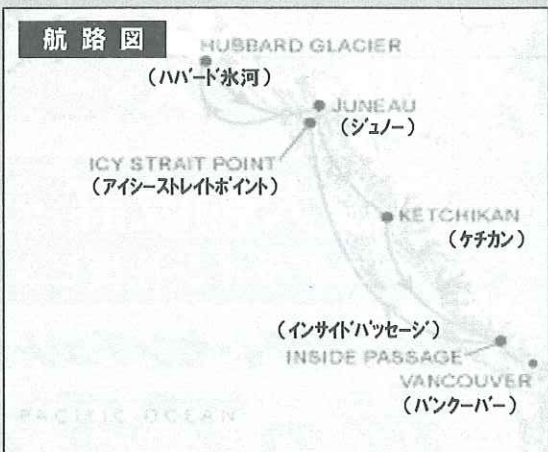 航路図
HUBBARD GLACIER
(ハバード氷河)
JUNEAU
(ジュノー)
ICY STRAIT POINT
(アイシーストレイトポイント)
KETCHIKAN
(ケチカン)
(インサイドパッセージ)
INSIDE PASSAGE
VANCOUVER
(バンクーバー)
PACIFIC OCEAN